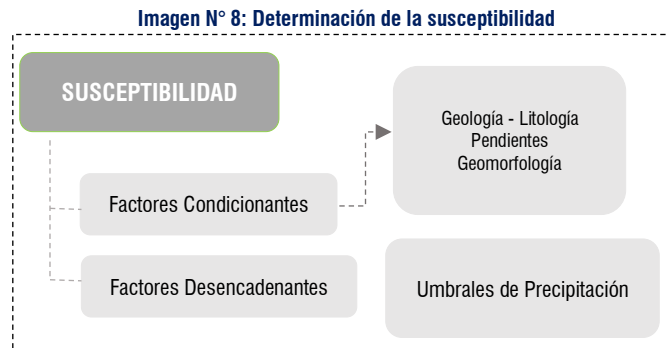 Imagen N° 8: Determinación de la susceptibilidad
SUSCEPTIBILIDAD
Geología - Litología
Pendientes
Geomorfología
Factores Condicionantes
Factores Desencadenantes
Umbrales de Precipitación